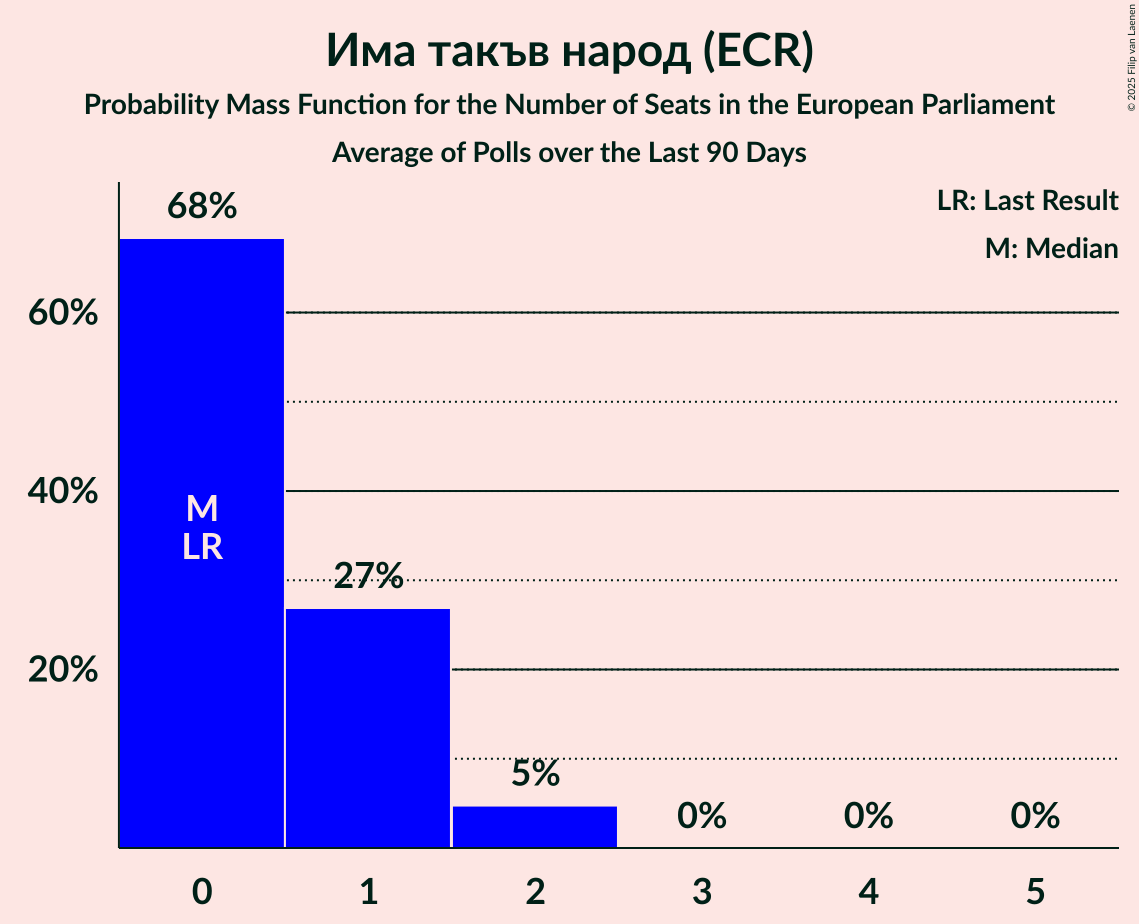 Има такъв народ (ECR)
Probability Mass Function for the Number of Seats in the European Parliament
Average of Polls over the Last 90 Days
© 2025 Filip van Laenen
LR: Last Result
M: Median
68%
60%
40%
M
LR
27%
20%
5%
0%
0%
0%
0
1
2
3
4
5